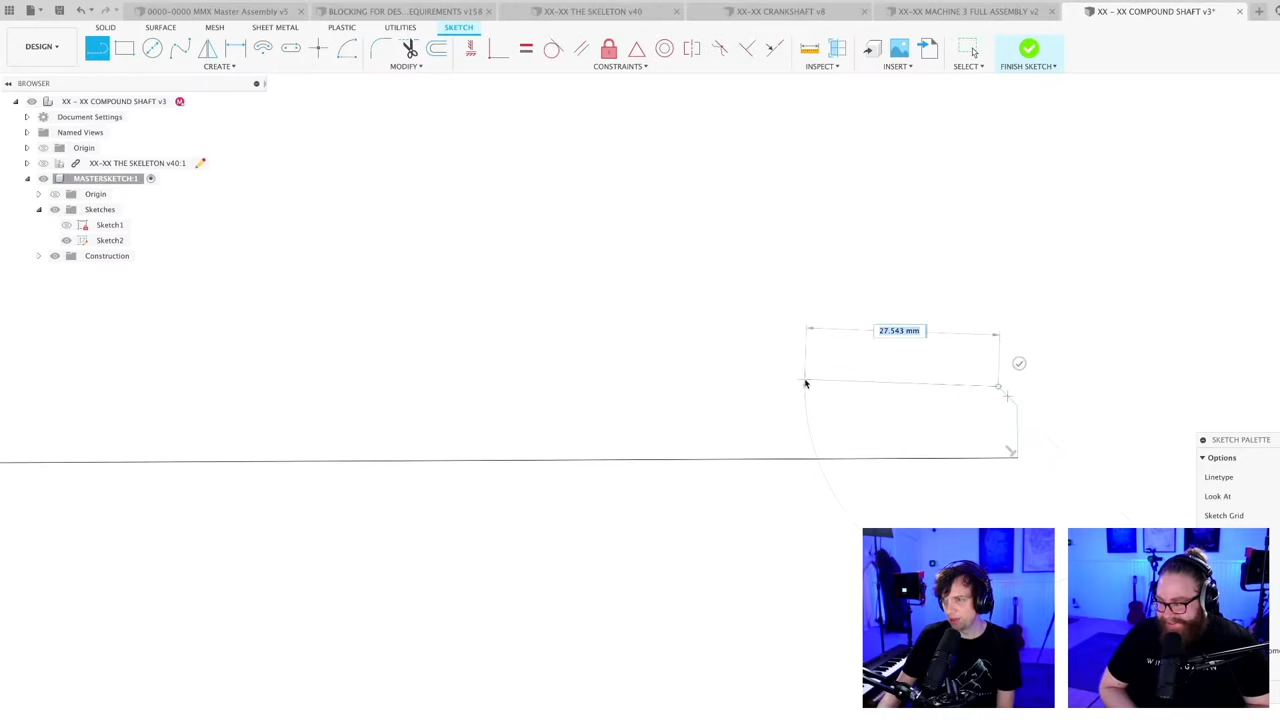 0000-0000 MMX Master Assembly v5
BLOCKING FOR DES...EQUIREMENTS v158
XX-XX THE SKELETON v40
XX-XX CRANKSHAFT v8
XX-XX MACHINE 3 FULL ASSEMBLY v2
XX – XX COMPOUND SHAFT v3*
SOLID
SURFACE
MESH
SHEET METAL
PLASTIC
UTILITIES
SKETCH
DESIGN
CREATE
MODIFY
CONSTRAINTS
INSPECT
INSERT
SELECT
FINISH SKETCH
BROWSER
XX – XX COMPOUND SHAFT v3
Document Settings
Named Views
Origin
XX-XX THE SKELETON v40:1
MASTERSKETCH:1
Origin
Sketches
Sketch1
Sketch2
Construction
27.543 mm
SKETCH PALETTE
Options
Linetype
Look At
Sketch Grid